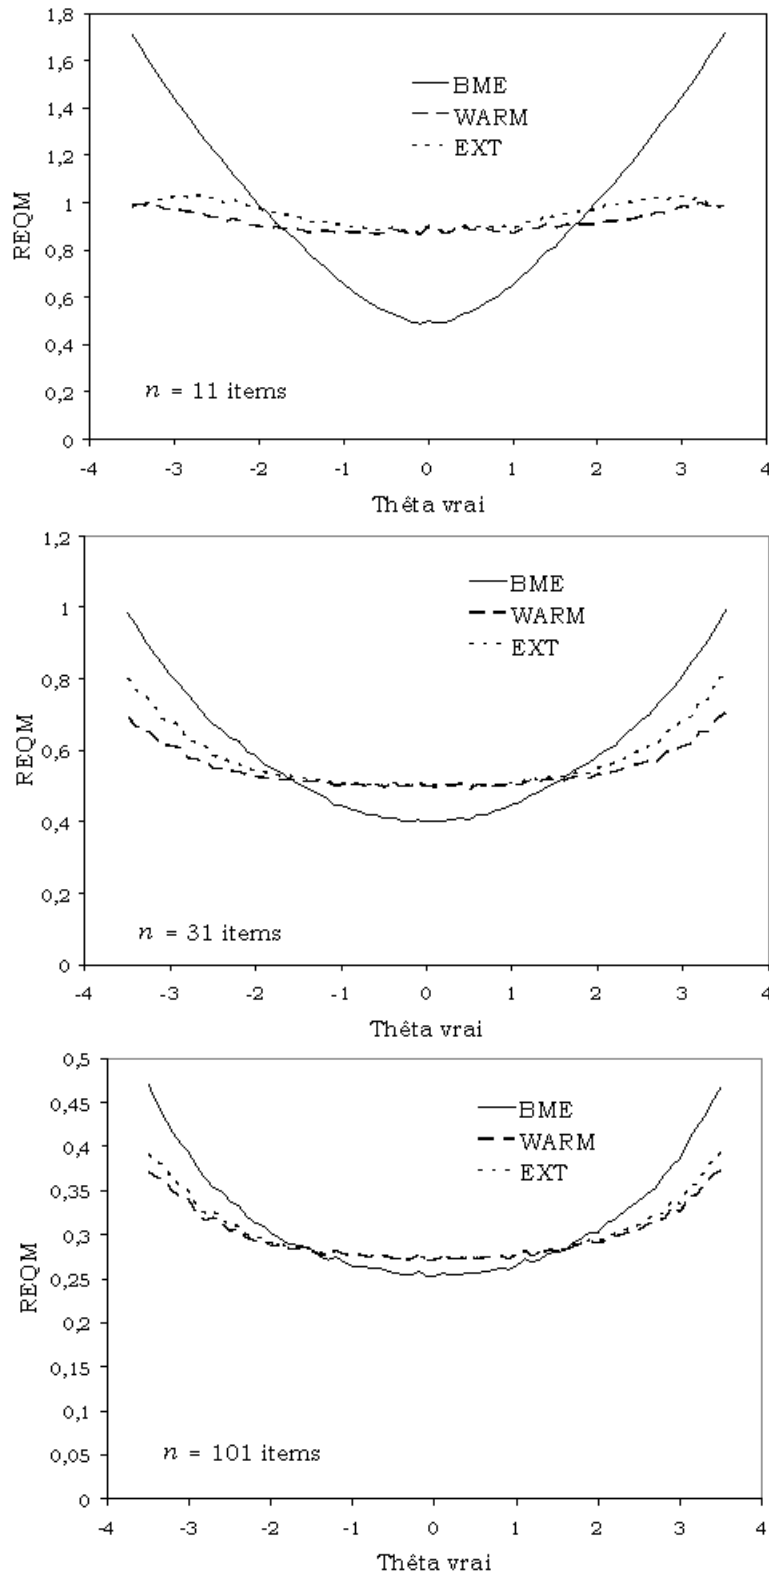 1,8
1,6
1,4
1,2
1
0,8
0,6
0,4
0,2
0
REQM
BME
WARM
EXT
n = 11 items
-4 -3 -2 -1 0 1 2 3 4
Thêta vrai
1,2
1
0,8
0,6
0,4
0,2
0
REQM
BME
WARM
EXT
n = 31 items
-4 -3 -2 -1 0 1 2 3 4
Thêta vrai
0,5
0,45
0,4
0,35
0,3
0,25
0,2
0,15
0,1
0,05
0
REQM
BME
WARM
EXT
n = 101 items
-4 -3 -2 -1 0 1 2 3 4
Thêta vrai